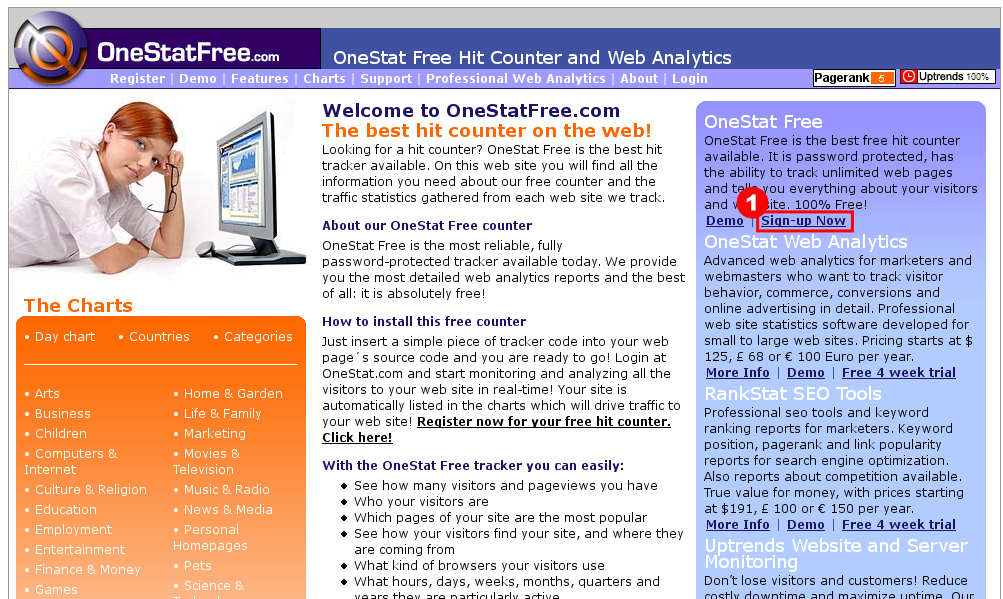 OneStatFree.com
OneStat Free Hit Counter and Web Analytics
Register | Demo | Features | Charts | Support | Professional Web Analytics | About | Login
Pagerank 5
Uptrends 100%
The Charts
• Day chart • Countries • Categories
• Arts
• Business
• Children
• Computers &
Internet
• Culture & Religion
• Education
• Employment
• Entertainment
• Finance & Money
• Games
• Home & Garden
• Life & Family
• Marketing
• Movies &
Television
• Music & Radio
• News & Media
• Personal
Homepages
• Pets
• Science &
Welcome to OneStatFree.com
The best hit counter on the web!
Looking for a hit counter? OneStat Free is the best hit
tracker available. On this web site you will find all the
information you need about our free counter and the
traffic statistics gathered from each web site we track.
About our OneStat Free counter
OneStat Free is the most reliable, fully
password-protected tracker available today. We provide
you the most detailed web analytics reports and the best
of all: it is absolutely free!
How to install this free counter
Just insert a simple piece of tracker code into your web
page´s source code and you are ready to go! Login at
OneStat.com and start monitoring and analyzing all the
visitors to your web site in real-time! Your site is
automatically listed in the charts which will drive traffic to
your web site! Register now for your free hit counter.
Click here!
With the OneStat Free tracker you can easily:
See how many visitors and pageviews you have
Who your visitors are
Which pages of your site are the most popular
See how your visitors find your site, and where they
are coming from
What kind of browsers your visitors use
What hours, days, weeks, months, quarters and
years they are particularly active
OneStat Free
OneStat Free is the best free hit counter
available. It is password protected, has
the ability to track unlimited web pages
and tells you everything about your visitors
and site. 100% Free!
1
Demo | Sign-up Now
OneStat Web Analytics
Advanced web analytics for marketers and
webmasters who want to track visitor
behavior, commerce, conversions and
online advertising in detail. Professional
web site statistics software developed for
small to large web sites. Pricing starts at $
125, £ 68 or € 100 Euro per year.
More Info | Demo | Free 4 week trial
RankStat SEO Tools
Professional seo tools and keyword
ranking reports for marketers. Keyword
position, pagerank and link popularity
reports for search engine optimization.
Also reports about competition available.
True value for money, with prices starting
at $191, £ 100 or € 150 per year.
More Info | Demo | Free 4 week trial
Uptrends Website and Server
Monitoring
Don't lose visitors and customers! Reduce
costly downtime and maximize uptime. Our